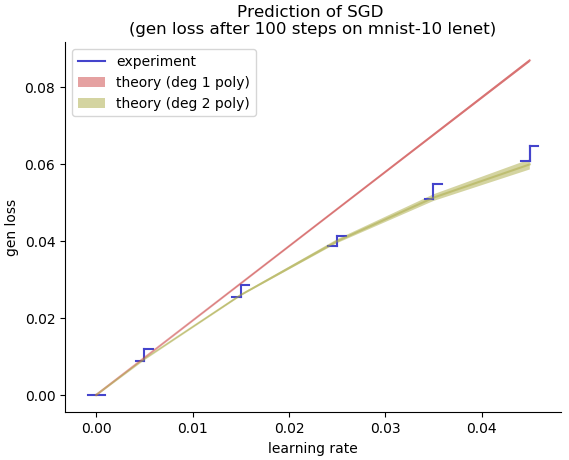 Prediction of SGD
(gen loss after 100 steps on mnist-10 lenet)
experiment
theory (deg 1 poly)
theory (deg 2 poly)
gen loss
0.08
0.06
0.04
0.02
0.00
0.00 0.01 0.02 0.03 0.04
learning rate